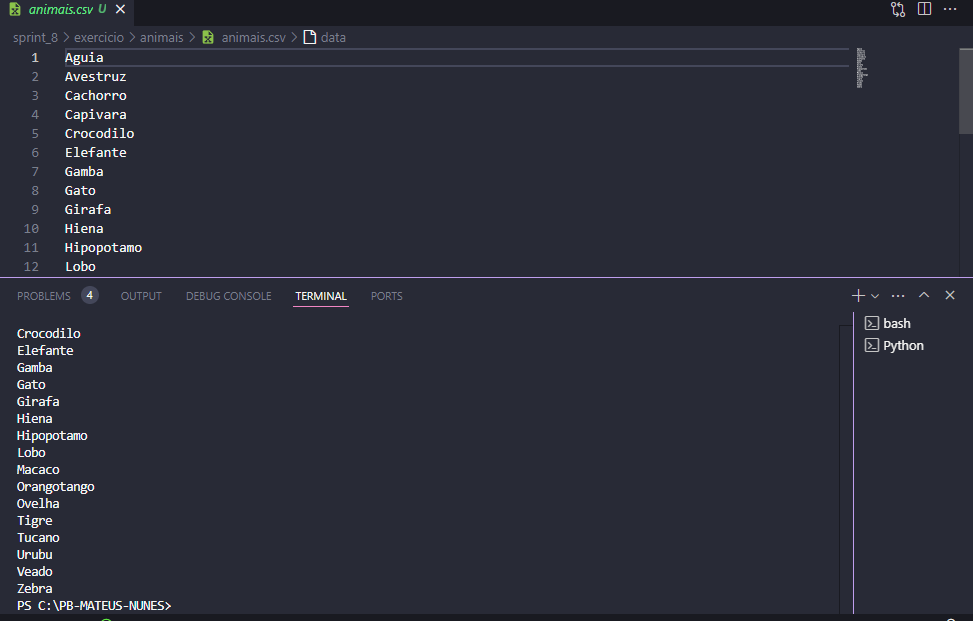 animais.csv U
sprint_8 > exercicio > animais > animais.csv > data
1 Aguia
2 Avestruz
3 Cachorro
4 Capivara
5 Crocodilo
6 Elefante
7 Gamba
8 Gato
9 Girafa
10 Hiena
11 Hipopotamo
12 Lobo
PROBLEMS 4 OUTPUT DEBUG CONSOLE TERMINAL PORTS
bash
Python
Crocodilo
Elefante
Gamba
Gato
Girafa
Hiena
Hipopotamo
Lobo
Macaco
Orangotango
Ovelha
Tigre
Tucano
Urubu
Veado
Zebra
PS C:\PB-MATEUS-NUNES>